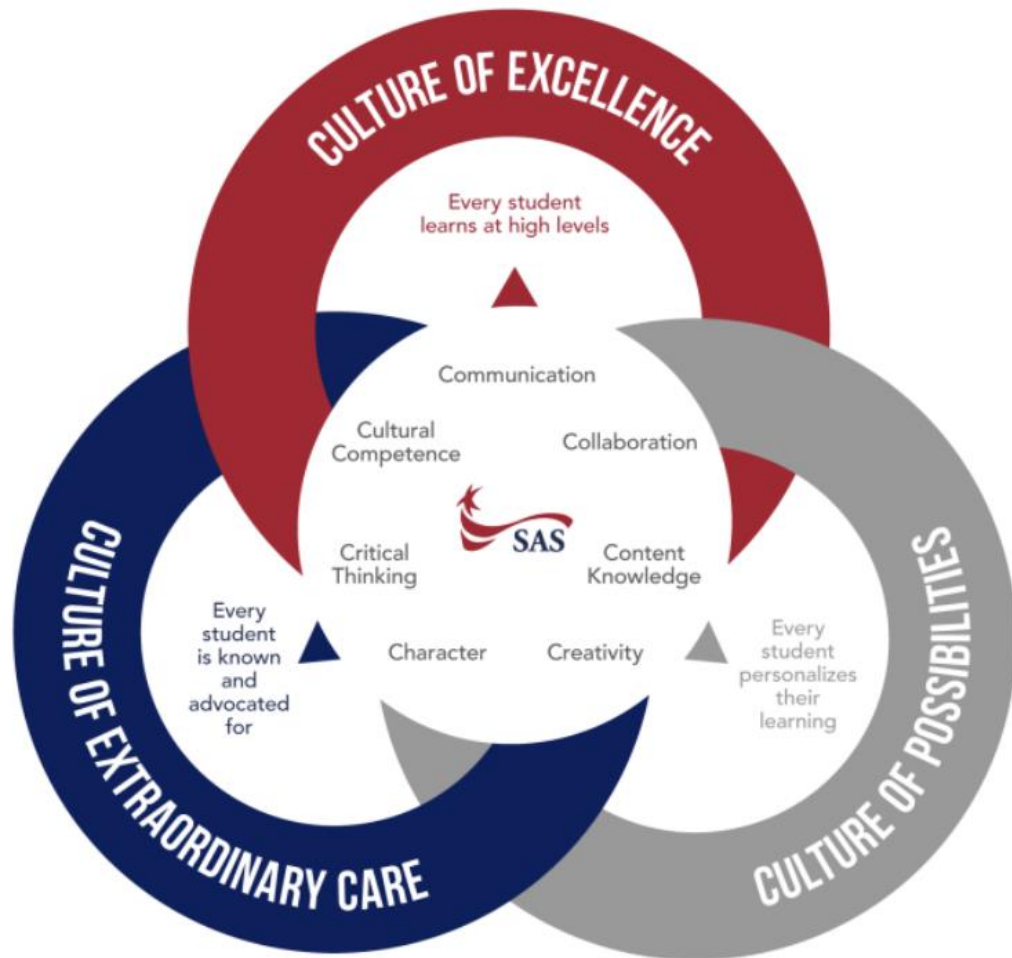 CULTURE OF EXCELLENCE
Every student
learns at high levels
Communication
Cultural
Competence
Collaboration
SAS
Critical
Thinking
Content
Knowledge
Character
Creativity
CULTURE OF EXTRAORDINARY CARE
Every
student
is known
and
advocated
for
Every
student
personalizes
their
learning
CULTURE OF POSSIBILITIES